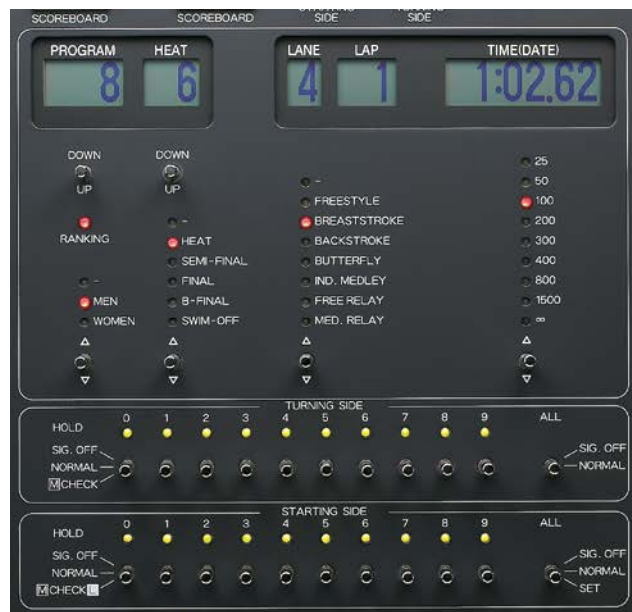 SCOREBOARD SCOREBOARD STARTING SIDE TURNING SIDE
PROGRAM HEAT LANE LAP TIME(DATE)
8 6 4 1 1:02.62
DOWN DOWN
UP UP
RANKING
-
MEN
WOMEN
-
HEAT
SEMI-FINAL
FINAL
B-FINAL
SWIM-OFF
-
FREESTYLE
BREASTSTROKE
BACKSTROKE
BUTTERFLY
IND. MEDLEY
FREE RELAY
MED. RELAY
25
50
100
200
300
400
800
1500
∞
TURNING SIDE
0 1 2 3 4 5 6 7 8 9 ALL
HOLD
SIG. OFF SIG. OFF
NORMAL NORMAL
M CHECK
STARTING SIDE
0 1 2 3 4 5 6 7 8 9 ALL
HOLD
SIG. OFF SIG. OFF
NORMAL NORMAL
M CHECK L SET